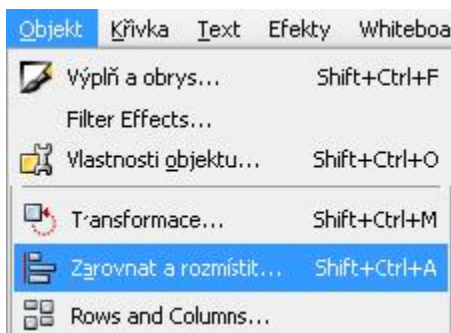 Objekt Křivka Text Efekty Whiteboa
Výplň a obrys... Shift+Ctrl+F
Filter Effects...
Vlastnosti objektu... Shift+Ctrl+O
Transformace... Shift+Ctrl+M
Zarovnat a rozmístit... Shift+Ctrl+A
Rows and Columns...